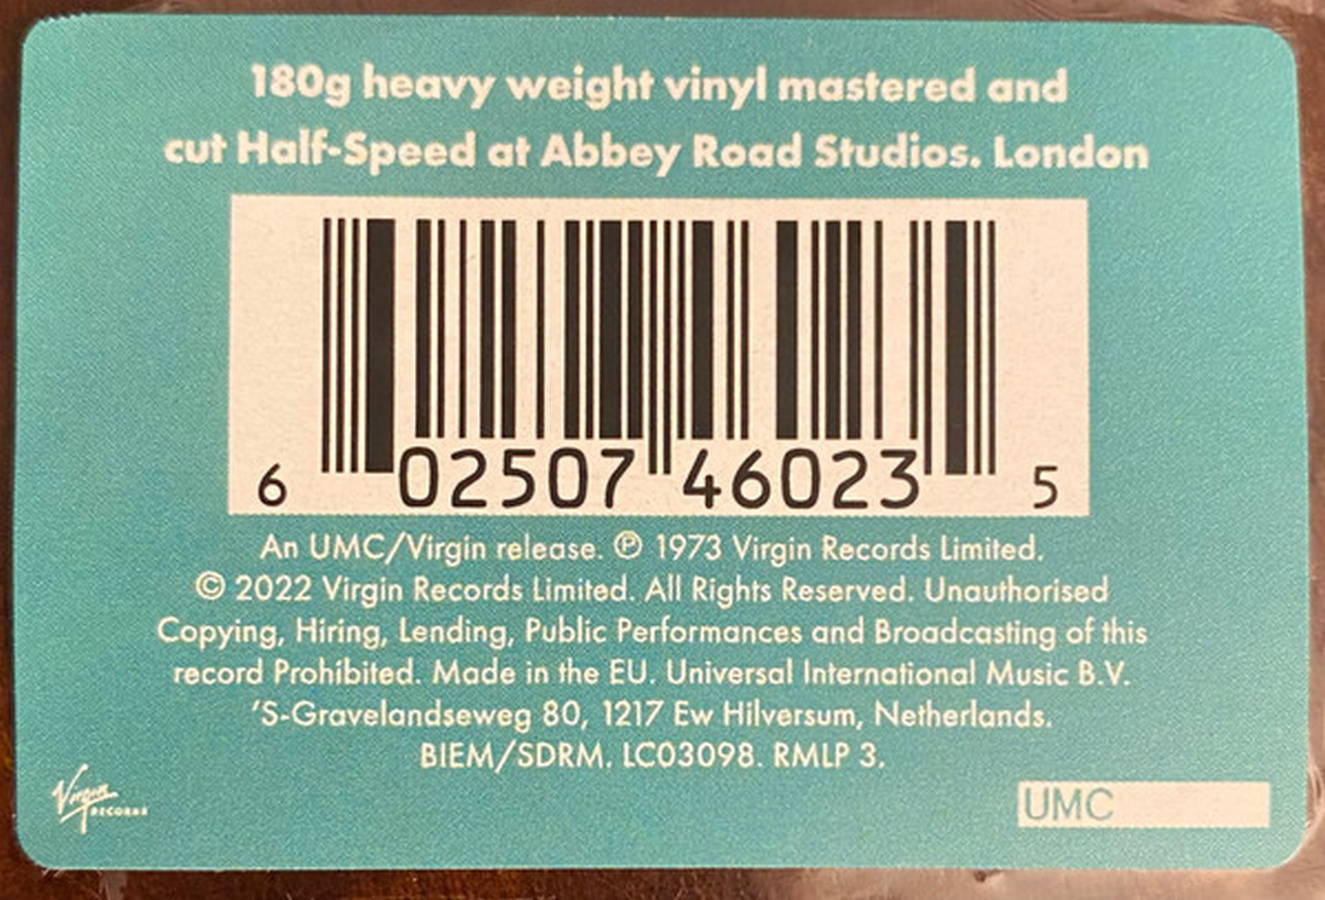 180g heavy weight vinyl mastered and
cut Half-Speed at Abbey Road Studios. London
6 02507 46023 5
An UMC/Virgin release. ℗ 1973 Virgin Records Limited.
© 2022 Virgin Records Limited. All Rights Reserved. Unauthorised
Copying, Hiring, Lending, Public Performances and Broadcasting of this
record Prohibited. Made in the EU. Universal International Music B.V.
'S-Gravelandseweg 80, 1217 Ew Hilversum, Netherlands.
BIEM/SDRM. LC03098. RMLP 3.
Virgin
RECORDS
UMC